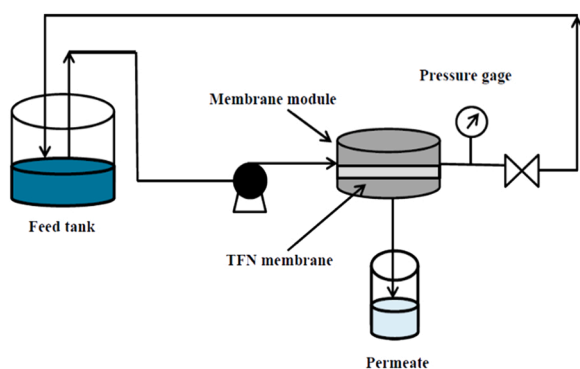 Pressure gage
Membrane module
Feed tank
TFN membrane
Permeate